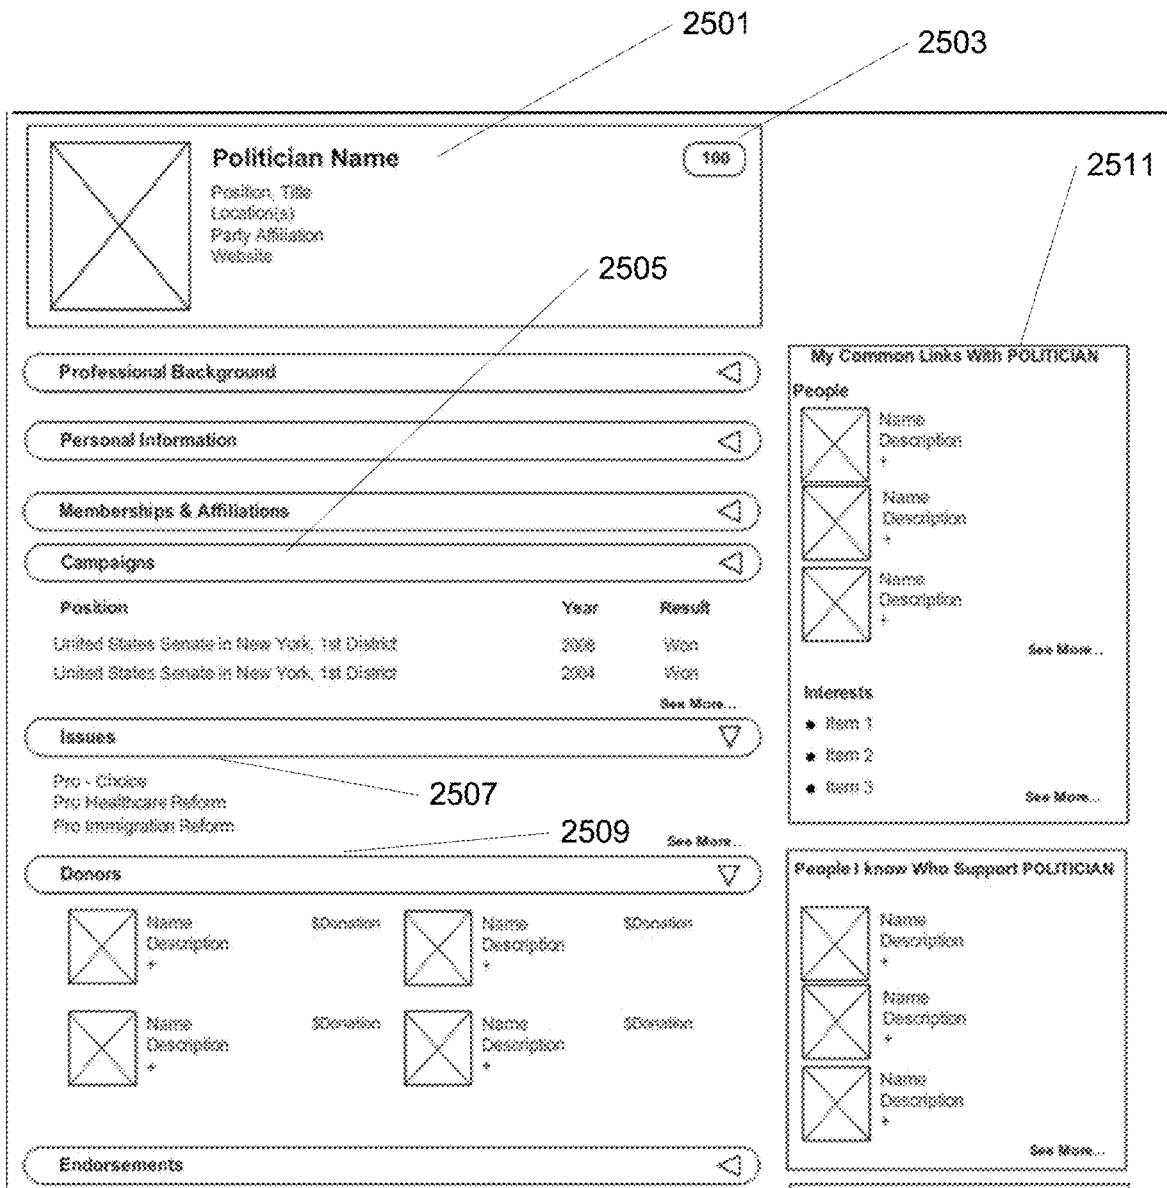 2501
2503
Politician Name
100
2511
Position, Title
Location(s)
Party Affiliation
Website
2505
Professional Background
Personal Information
Memberships & Affiliations
Campaigns
Position Year Result
United States Senate in New York, 1st District 2008 Won
United States Senate in New York, 1st District 2004 Won
See More...
Issues
2507
Pro - Choice
Pro Healthcare Reform
Pro Immigration Reform
2509
See More...
Donors
Name $Donation Name $Donation
Description Description
+ +
Name $Donation Name $Donation
Description Description
+ +
Endorsements
My Common Links With POLITICIAN
People
Name
Description
+
Name
Description
+
Name
Description
+
See More...
Interests
• Item 1
• Item 2
• Item 3
See More...
People I know Who Support POLITICIAN
Name
Description
+
Name
Description
+
Name
Description
+
See More...